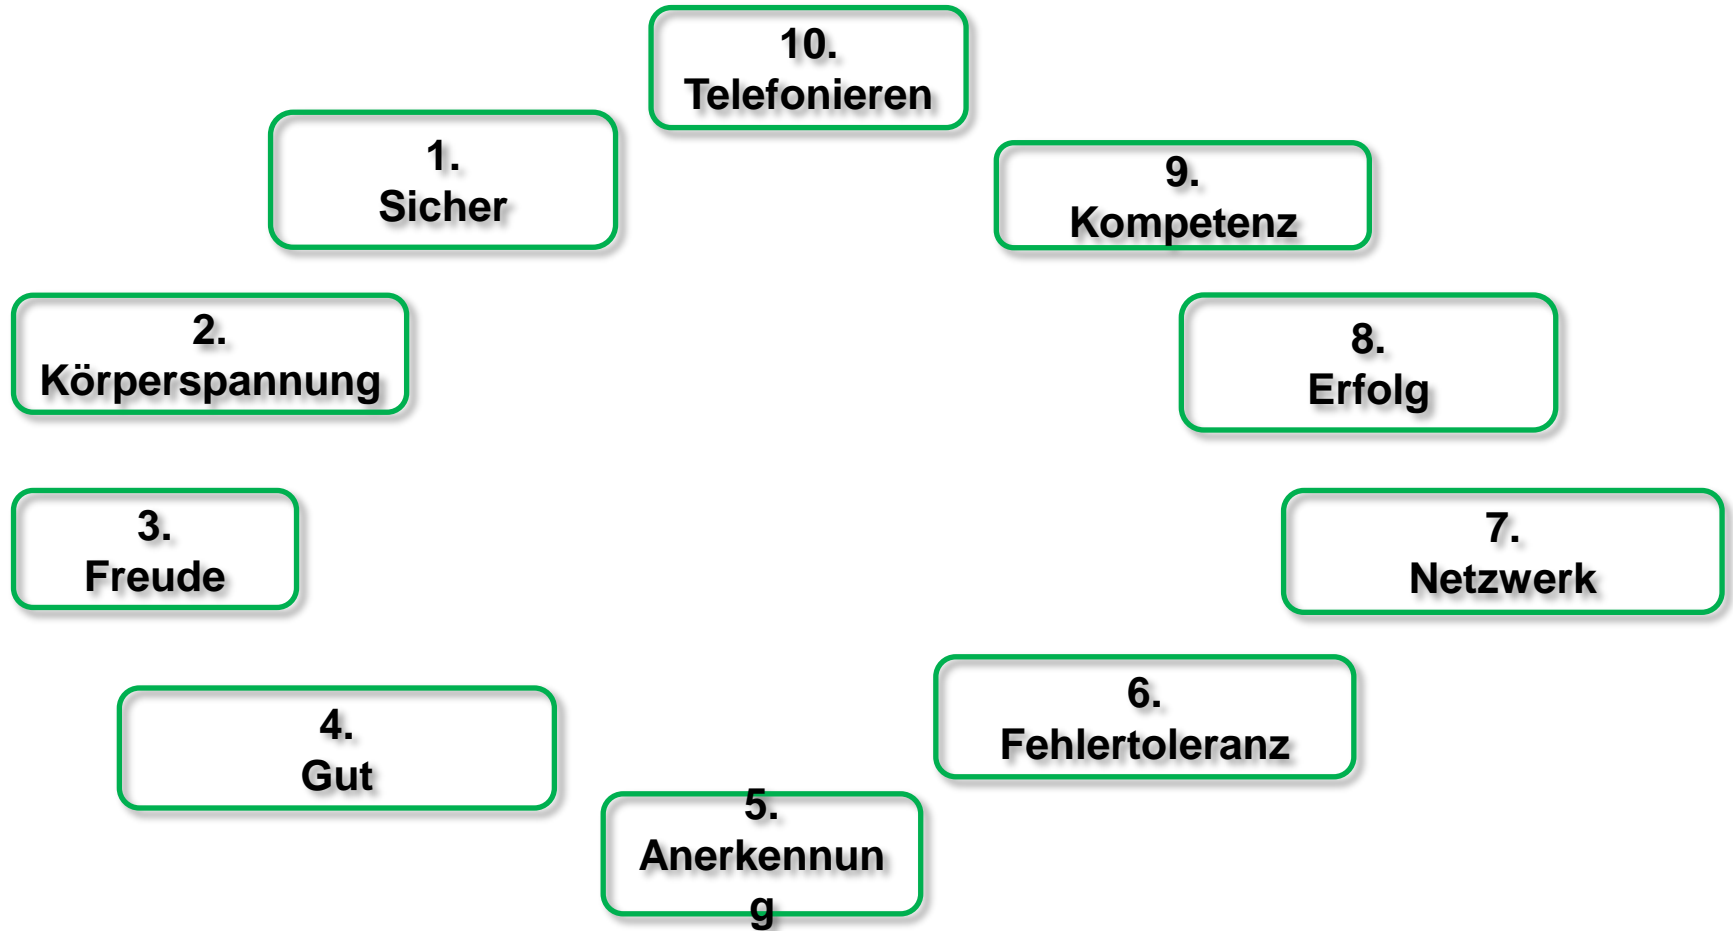 10.
Telefonieren
1.
Sicher
9.
Kompetenz
2.
Körperspannung
8.
Erfolg
3.
Freude
7.
Netzwerk
4.
Gut
6.
Fehlertoleranz
5.
Anerkennun
g